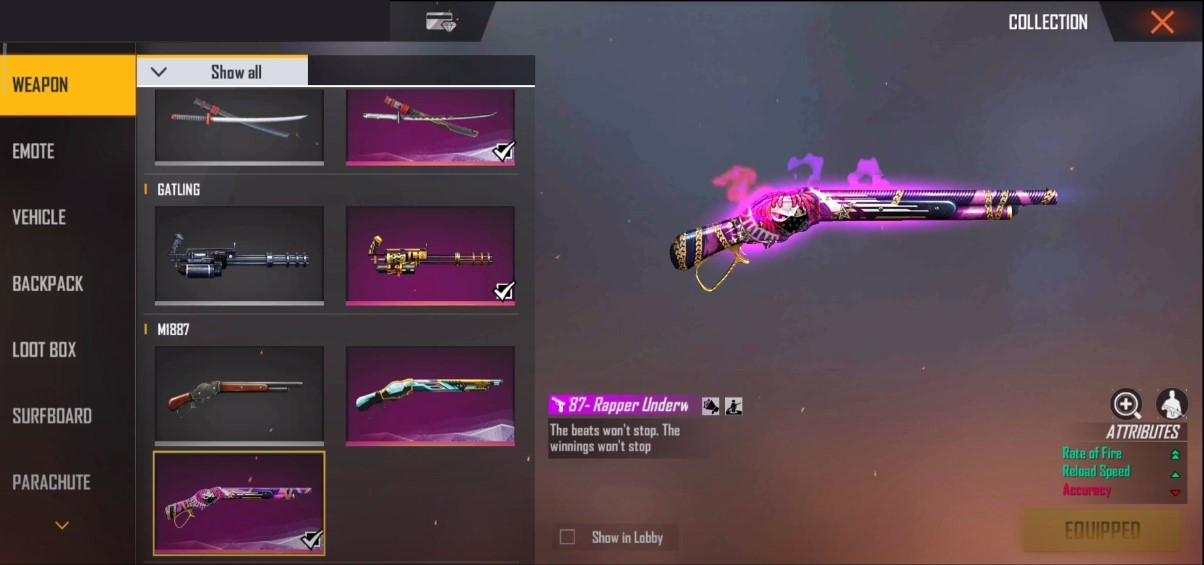 COLLECTION
WEAPON
EMOTE
VEHICLE
BACKPACK
LOOT BOX
SURFBOARD
PARACHUTE
Show all
GATLING
M1887
87- Rapper Underw
The beats won't stop. The
winnings won't stop
Show in Lobby
ATTRIBUTES
Rate of Fire
Reload Speed
Accuracy
EQUIPPED